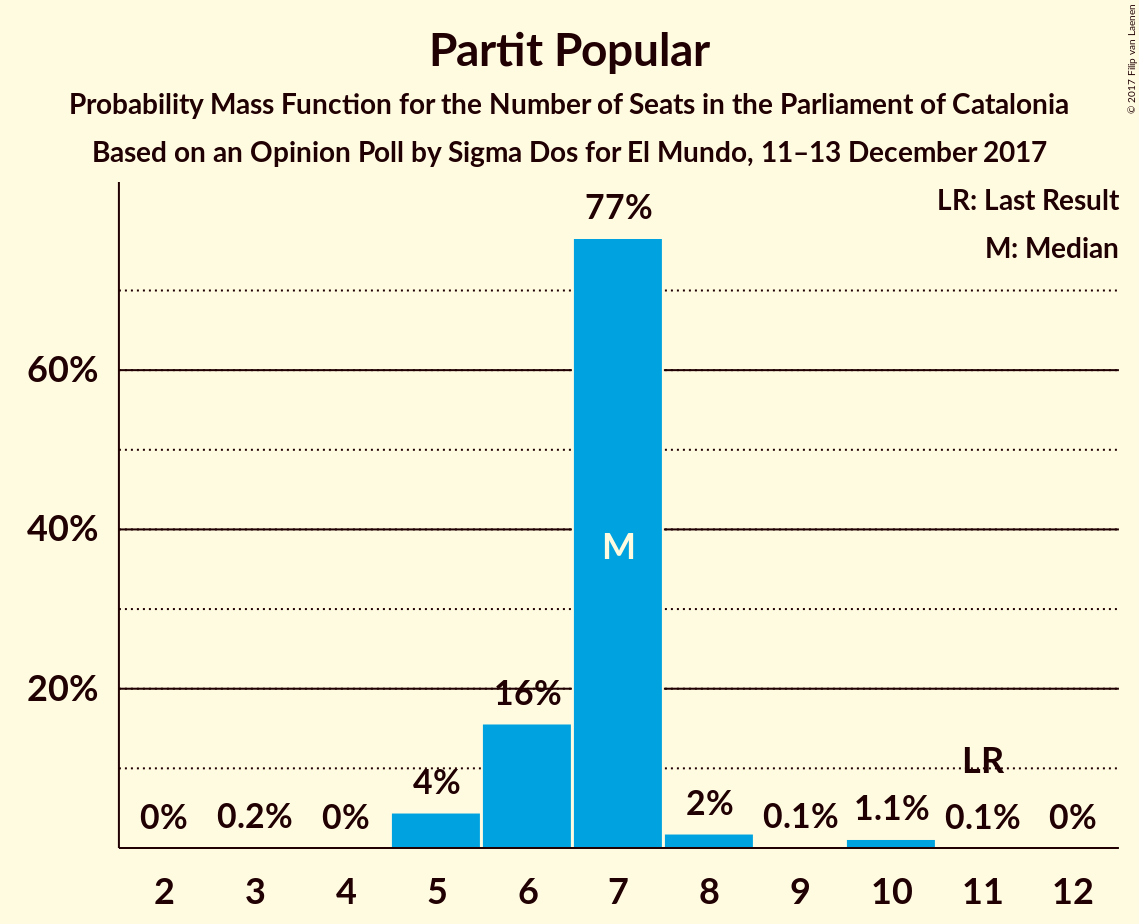 Partit Popular
Probability Mass Function for the Number of Seats in the Parliament of Catalonia
Based on an Opinion Poll by Sigma Dos for El Mundo, 11–13 December 2017
© 2017 Filip van Laenen
LR: Last Result
M: Median
77%
60%
40%
20%
M
16%
4%
LR
0%
0.2%
0%
2%
0.1%
1.1%
0.1%
0%
2 3 4 5 6 7 8 9 10 11 12